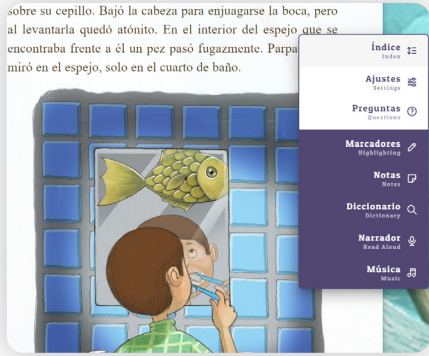 sobre su cepillo. Bajó la cabeza para enjuagarse la boca, pero
al levantarla quedó atónito. En el interior del espejo que se
encontraba frente a él un pez pasó fugazmente.
miró en el espejo, solo en el cuarto de baño.
Índice
Index
Ajustes
Settings
Preguntas
Questions
Marcadores
Highlighting
Notas
Notes
Diccionario
Dictionary
Narrador
Read Aloud
Música
Music